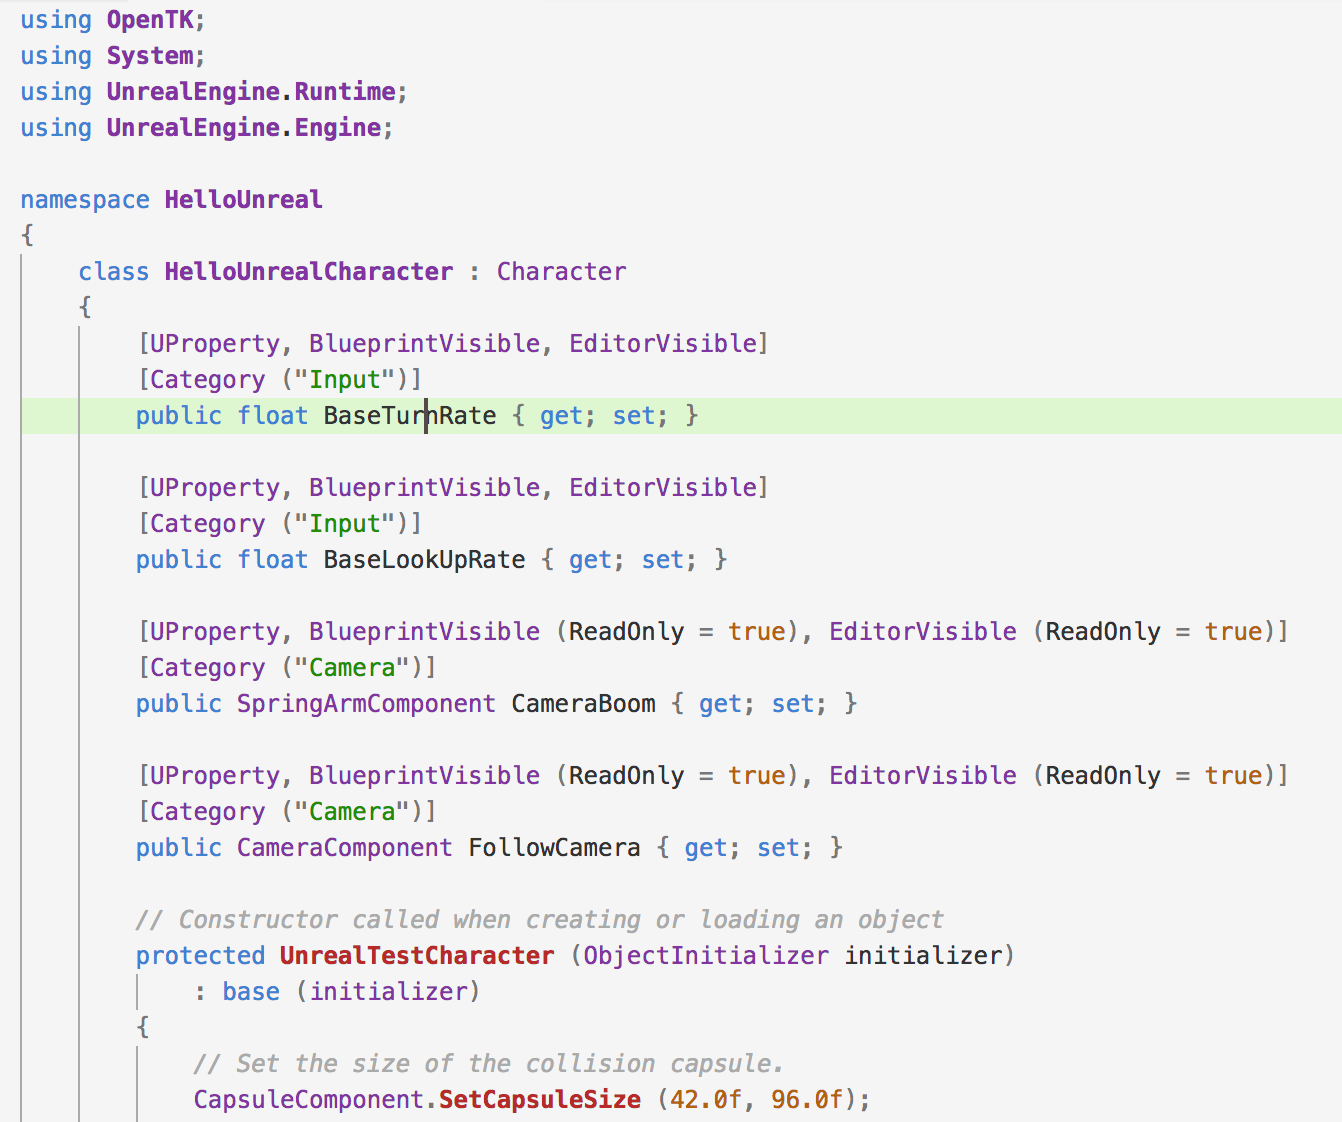 using OpenTK;
using System;
using UnrealEngine.Runtime;
using UnrealEngine.Engine;

namespace HelloUnreal
{
    class HelloUnrealCharacter : Character
    {
        [UProperty, BlueprintVisible, EditorVisible]
        [Category ("Input")]
        public float BaseTurnRate { get; set; }

        [UProperty, BlueprintVisible, EditorVisible]
        [Category ("Input")]
        public float BaseLookUpRate { get; set; }

        [UProperty, BlueprintVisible (ReadOnly = true), EditorVisible (ReadOnly = true)]
        [Category ("Camera")]
        public SpringArmComponent CameraBoom { get; set; }

        [UProperty, BlueprintVisible (ReadOnly = true), EditorVisible (ReadOnly = true)]
        [Category ("Camera")]
        public CameraComponent FollowCamera { get; set; }

        // Constructor called when creating or loading an object
        protected UnrealTestCharacter (ObjectInitializer initializer)
            : base (initializer)
        {
            // Set the size of the collision capsule.
            CapsuleComponent.SetCapsuleSize (42.0f, 96.0f);